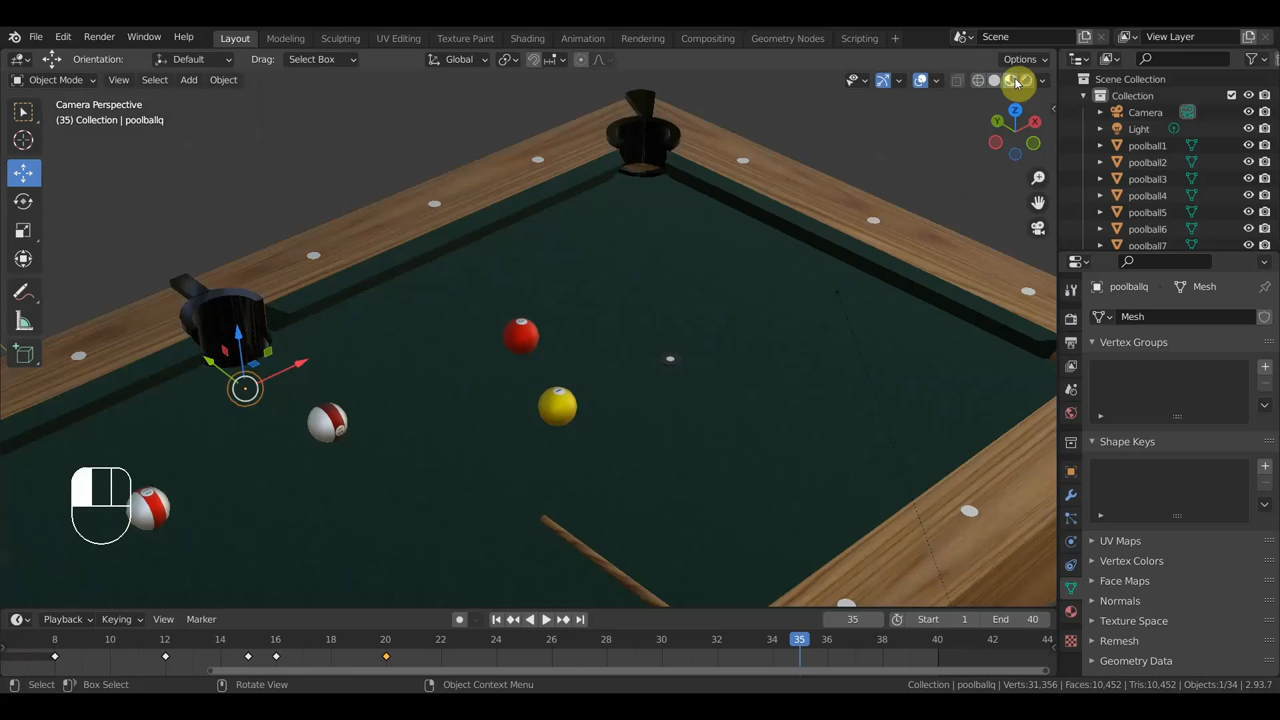 File Edit Render Window Help Layout Modeling Sculpting UV Editing Texture Paint Shading Animation Rendering Compositing Geometry Nodes Scripting + Scene View Layer
Orientation: Default Drag: Select Box Global Options
Object Mode View Select Add Object
Camera Perspective
(35) Collection | poolballq
Z
Y X
Scene Collection
Collection
Camera
Light
poolball1
poolball2
poolball3
poolball4
poolball5
poolball6
poolball7
poolballq Mesh
Mesh
Vertex Groups
Shape Keys
UV Maps
Vertex Colors
Face Maps
Normals
Texture Space
Remesh
Geometry Data
Playback Keying View Marker 35 Start 1 End 40
8 10 12 14 16 18 20 22 24 26 28 30 32 34 35 36 38 40 42 44
Select Box Select Rotate View Object Context Menu Collection | poolballq | Verts:31,356 | Faces:10,452 | Tris:10,452 | Objects:1/34 | 2.93.7